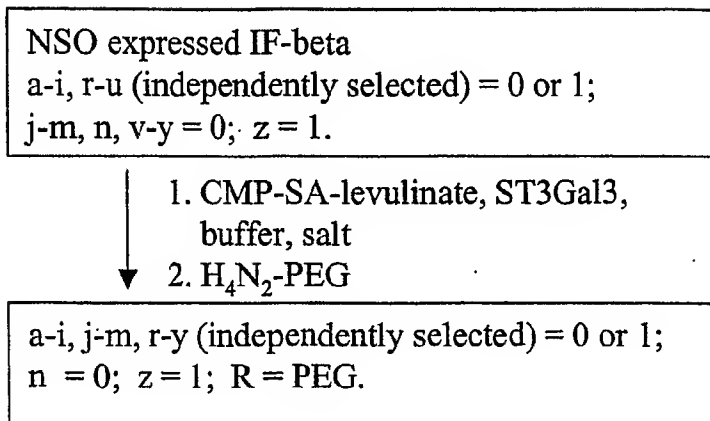 NSO expressed IF-beta
a-i, r-u (independently selected) = 0 or 1;
j-m, n, v-y = 0; z = 1.
1. CMP-SA-levulinate, ST3Gal3,
buffer, salt
2. H₄N₂-PEG
a-i, j-m, r-y (independently selected) = 0 or 1;
n = 0; z = 1; R = PEG.